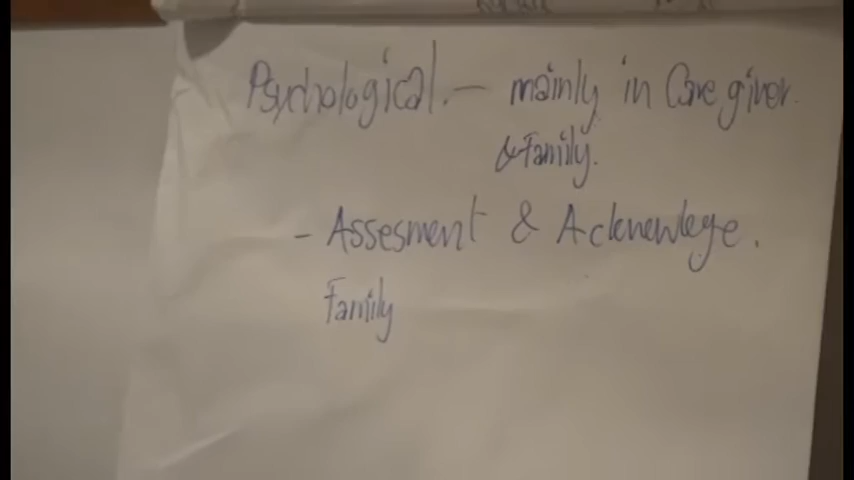 Psychological. – mainly in Care giver.
& Family.
- Assesment & Acknewlege.
Family